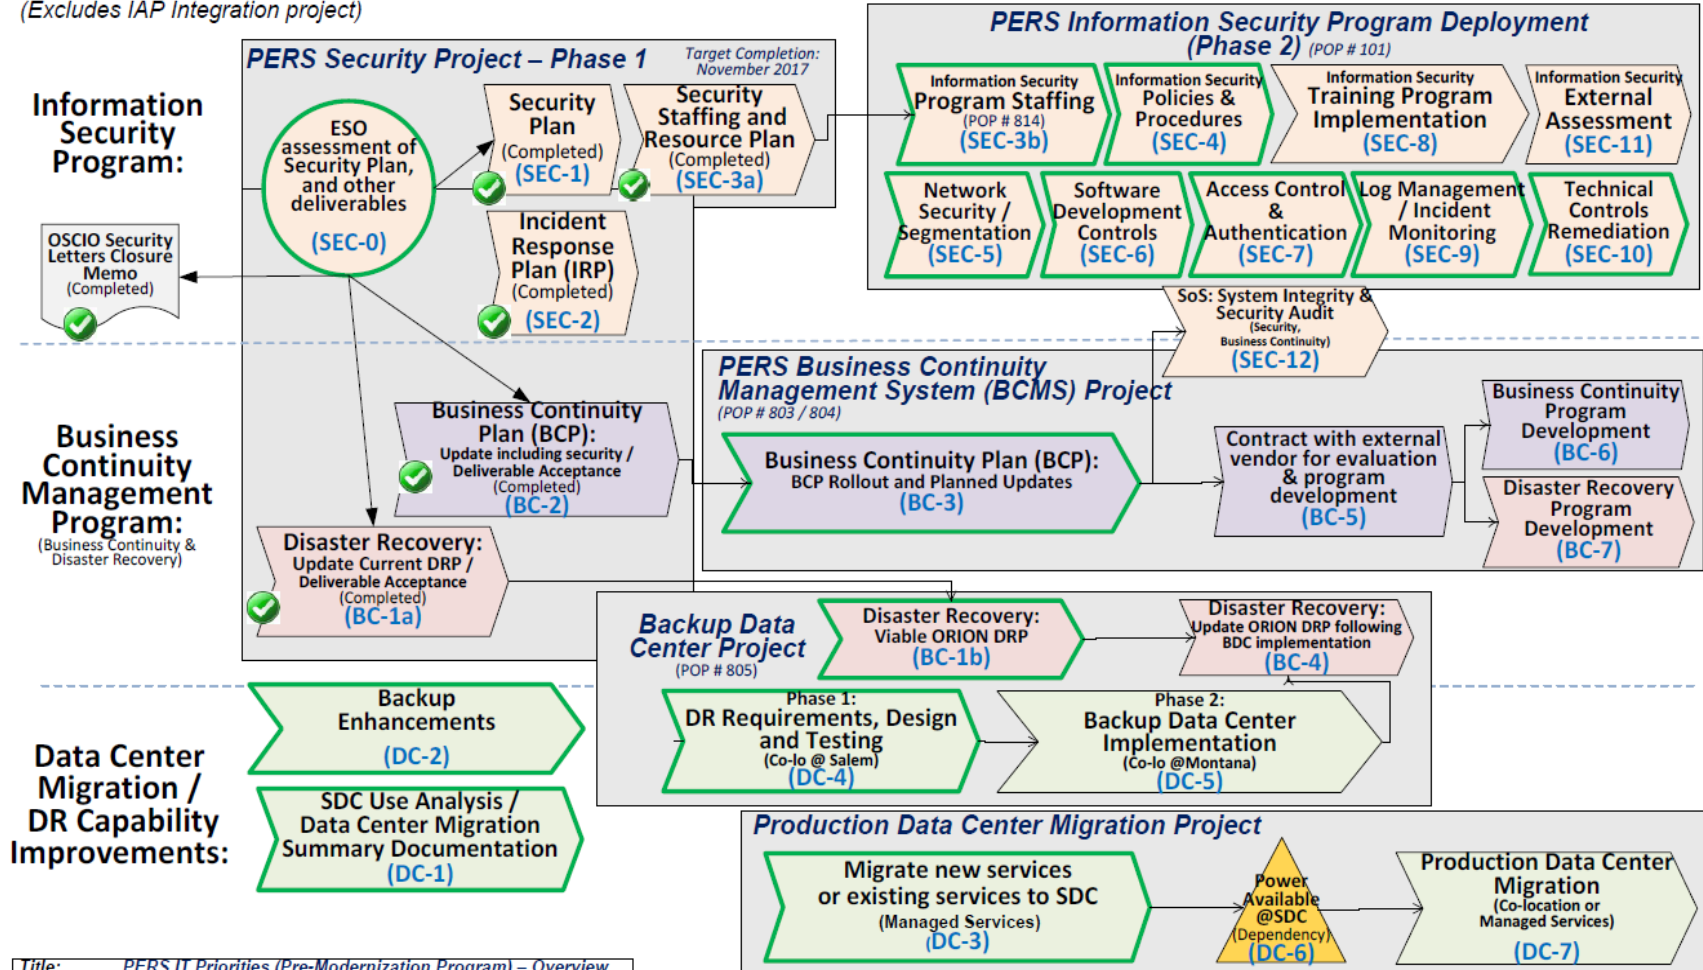 (Excludes IAP Integration project)
Information
Security
Program:
PERS Security Project – Phase 1
Target Completion:
November 2017
ESO
assessment of
Security Plan,
and other
deliverables
(SEC-0)
Security
Plan
(Completed)
(SEC-1)
Security
Staffing and
Resource Plan
(Completed)
(SEC-3a)
Incident
Response
Plan (IRP)
(Completed)
(SEC-2)
OSCIO Security
Letters Closure
Memo
(Completed)
PERS Information Security Program Deployment
(Phase 2) (POP # 101)
Information Security
Program Staffing
(POP # 814)
(SEC-3b)
Information Security
Policies &
Procedures
(SEC-4)
Information Security
Training Program
Implementation
(SEC-8)
Information Security
External
Assessment
(SEC-11)
Network
Security /
Segmentation
(SEC-5)
Software
Development
Controls
(SEC-6)
Access Control
&
Authentication
(SEC-7)
Log Management
/ Incident
Monitoring
(SEC-9)
Technical
Controls
Remediation
(SEC-10)
SoS: System Integrity &
Security Audit
(Security,
Business Continuity)
(SEC-12)
Business
Continuity
Management
Program:
(Business Continuity &
Disaster Recovery)
Business Continuity
Plan (BCP):
Update including security /
Deliverable Acceptance
(Completed)
(BC-2)
Disaster Recovery:
Update Current DRP /
Deliverable Acceptance
(Completed)
(BC-1a)
PERS Business Continuity
Management System (BCMS) Project
(POP # 803 / 804)
Business Continuity Plan (BCP):
BCP Rollout and Planned Updates
(BC-3)
Contract with external
vendor for evaluation
& program
development
(BC-5)
Business Continuity
Program
Development
(BC-6)
Disaster Recovery
Program
Development
(BC-7)
Backup Data
Center Project
(POP # 805)
Disaster Recovery:
Viable ORION DRP
(BC-1b)
Disaster Recovery:
Update ORION DRP following
BDC implementation
(BC-4)
Phase 1:
DR Requirements, Design
and Testing
(Co-lo @ Salem)
(DC-4)
Phase 2:
Backup Data Center
Implementation
(Co-lo @Montana)
(DC-5)
Data Center
Migration /
DR Capability
Improvements:
Backup
Enhancements
(DC-2)
SDC Use Analysis /
Data Center Migration
Summary Documentation
(DC-1)
Production Data Center Migration Project
Migrate new services
or existing services to SDC
(Managed Services)
(DC-3)
Power
Available
@SDC
(Dependency)
(DC-6)
Production Data Center
Migration
(Co-location or
Managed Services)
(DC-7)
Title: PERS IT Priorities (Pre-Modernization Program) – Overview